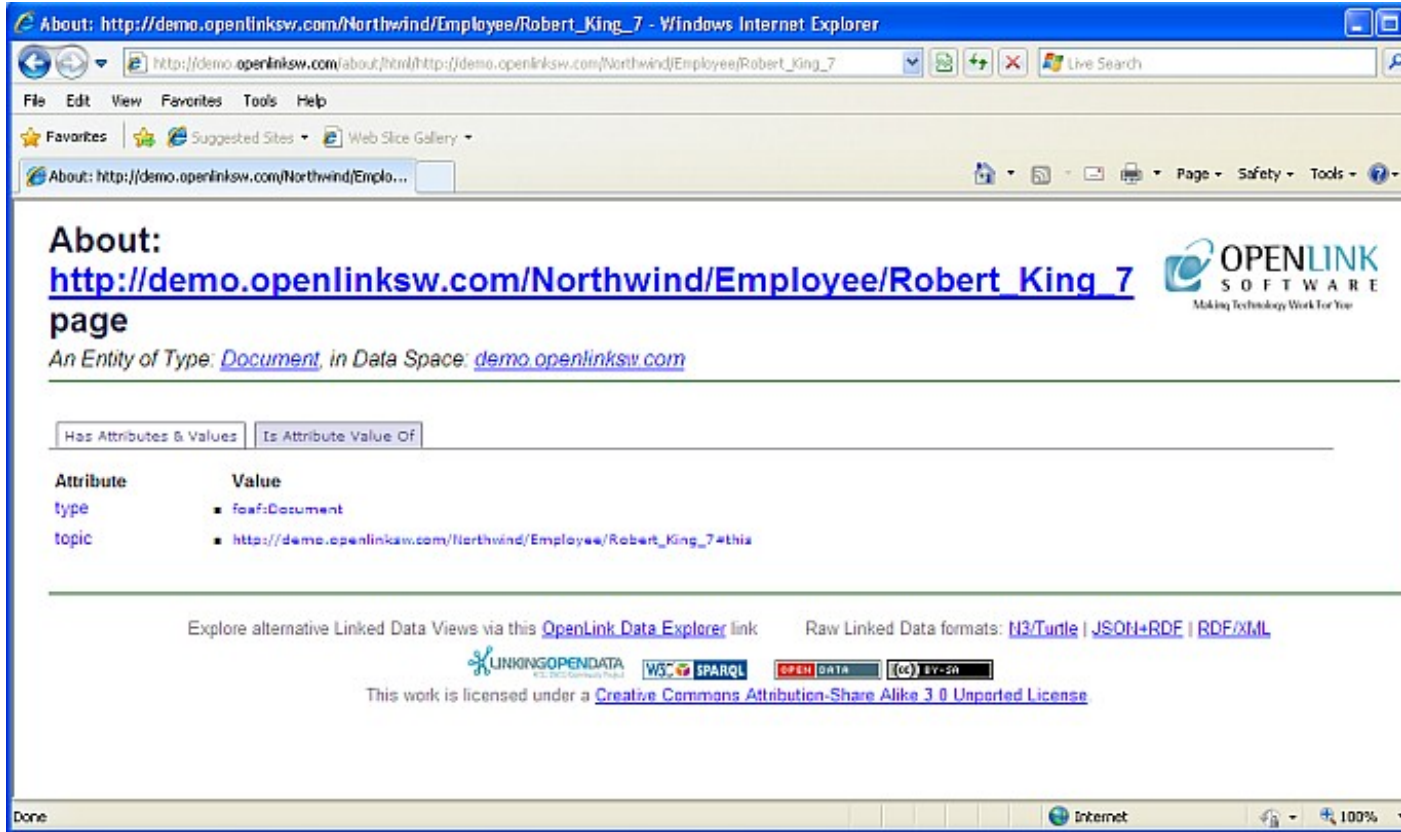 About: http://demo.openlinksw.com/Northwind/Employee/Robert_King_7 - Windows Internet Explorer
http://demo.openlinksw.com/about/html/http://demo.openlinksw.com/Northwind/Employee/Robert_King_7
Live Search
File Edit View Favorites Tools Help
Favorites Suggested Sites Web Slice Gallery
About: http://demo.openlinksw.com/Northwind/Emplo...
Page Safety Tools
About:
http://demo.openlinksw.com/Northwind/Employee/Robert_King_7
page
OPENLINK
SOFTWARE
Making Technology Work For You
An Entity of Type: Document, in Data Space: demo.openlinksw.com
Has Attributes & Values Is Attribute Value Of
Attribute Value
type foaf:Document
topic http://demo.openlinksw.com/Northwind/Employee/Robert_King_7#this
Explore alternative Linked Data Views via this OpenLink Data Explorer link Raw Linked Data formats: N3/Turtle | JSON+RDF | RDF/XML
LINKINGOPENDATA W3C SPARQL OPEN DATA (cc) BY-SA
This work is licensed under a Creative Commons Attribution-Share Alike 3.0 Unported License.
Done Internet 100%